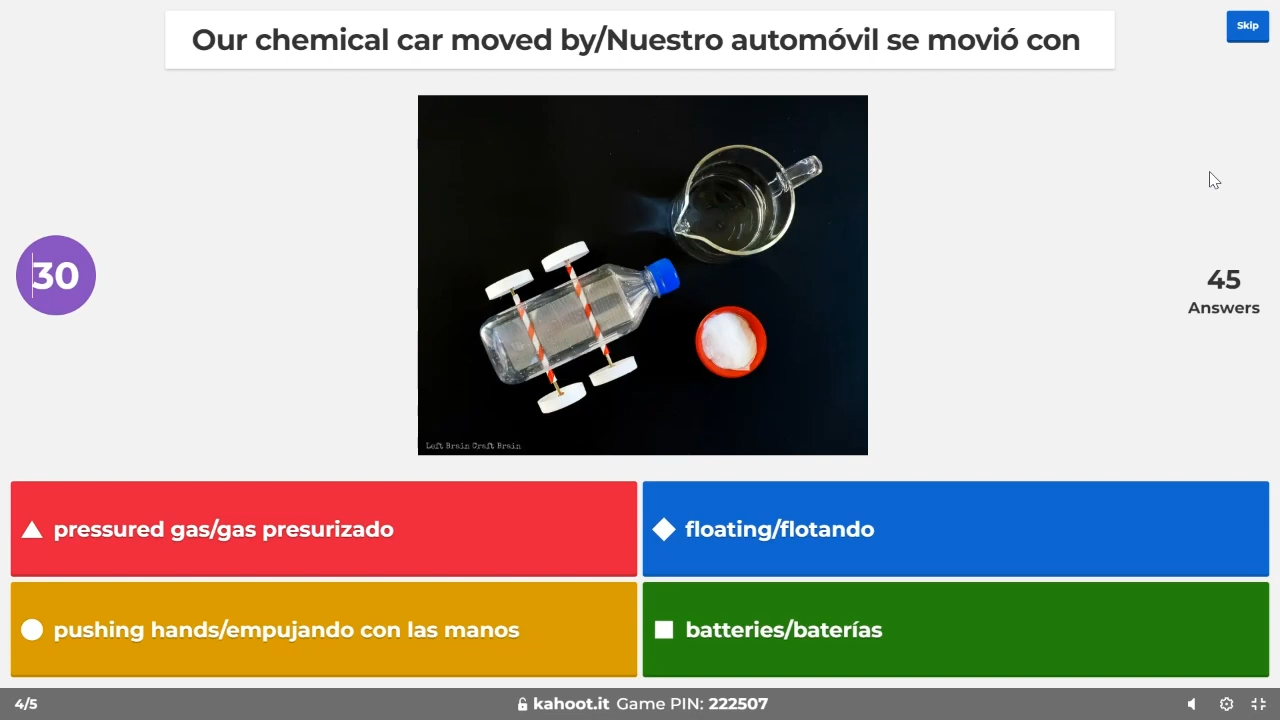 Our chemical car moved by/Nuestro automóvil se movió con
Skip
30
45
Answers
Left Brain Craft Brain
pressured gas/gas presurizado
floating/flotando
pushing hands/empujando con las manos
batteries/baterías
4/5
kahoot.it Game PIN: 222507